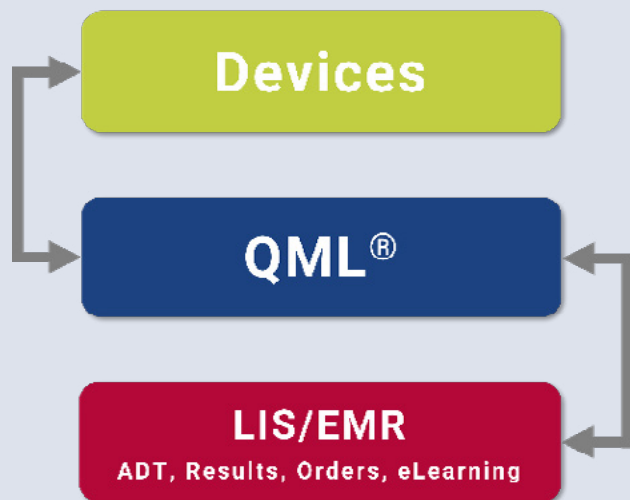 Devices
QML®
LIS/EMR
ADT, Results, Orders, eLearning